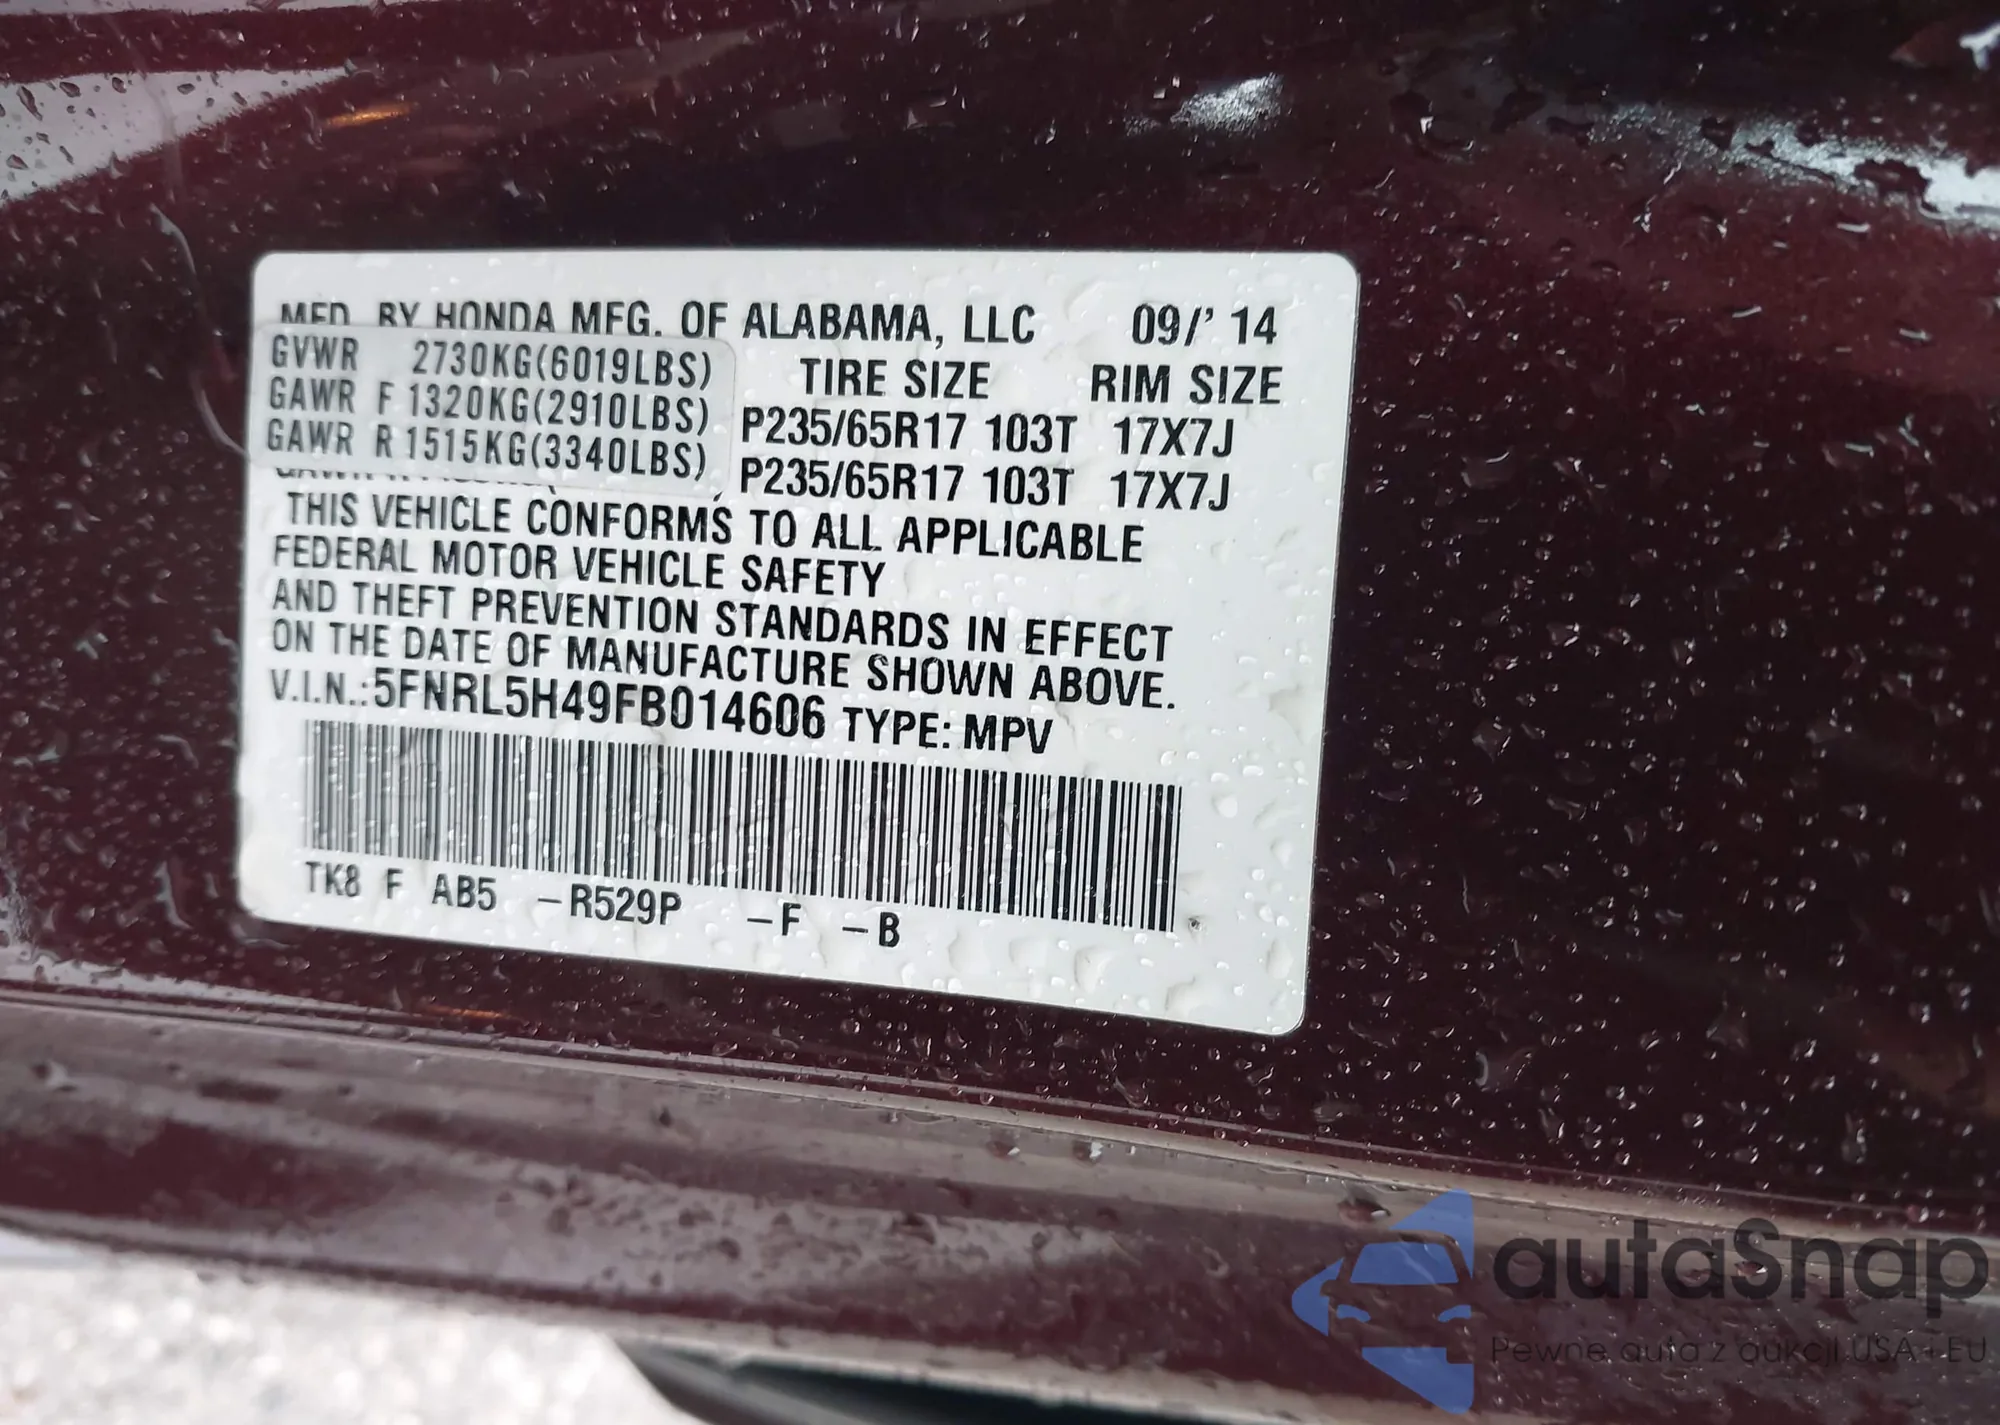 MFD. BY HONDA MFG. OF ALABAMA, LLC 09/' 14
GVWR 2730KG(6019LBS) TIRE SIZE RIM SIZE
GAWR F 1320KG(2910LBS) P235/65R17 103T 17X7J
GAWR R 1515KG(3340LBS) P235/65R17 103T 17X7J
THIS VEHICLE CONFORMS TO ALL APPLICABLE
FEDERAL MOTOR VEHICLE SAFETY
AND THEFT PREVENTION STANDARDS IN EFFECT
ON THE DATE OF MANUFACTURE SHOWN ABOVE.
V.I.N.:5FNRL5H49FB014606 TYPE: MPV
TK8 F AB5 -R529P -F -B
autaSnap
Pewne auta z aukcji USA i EU